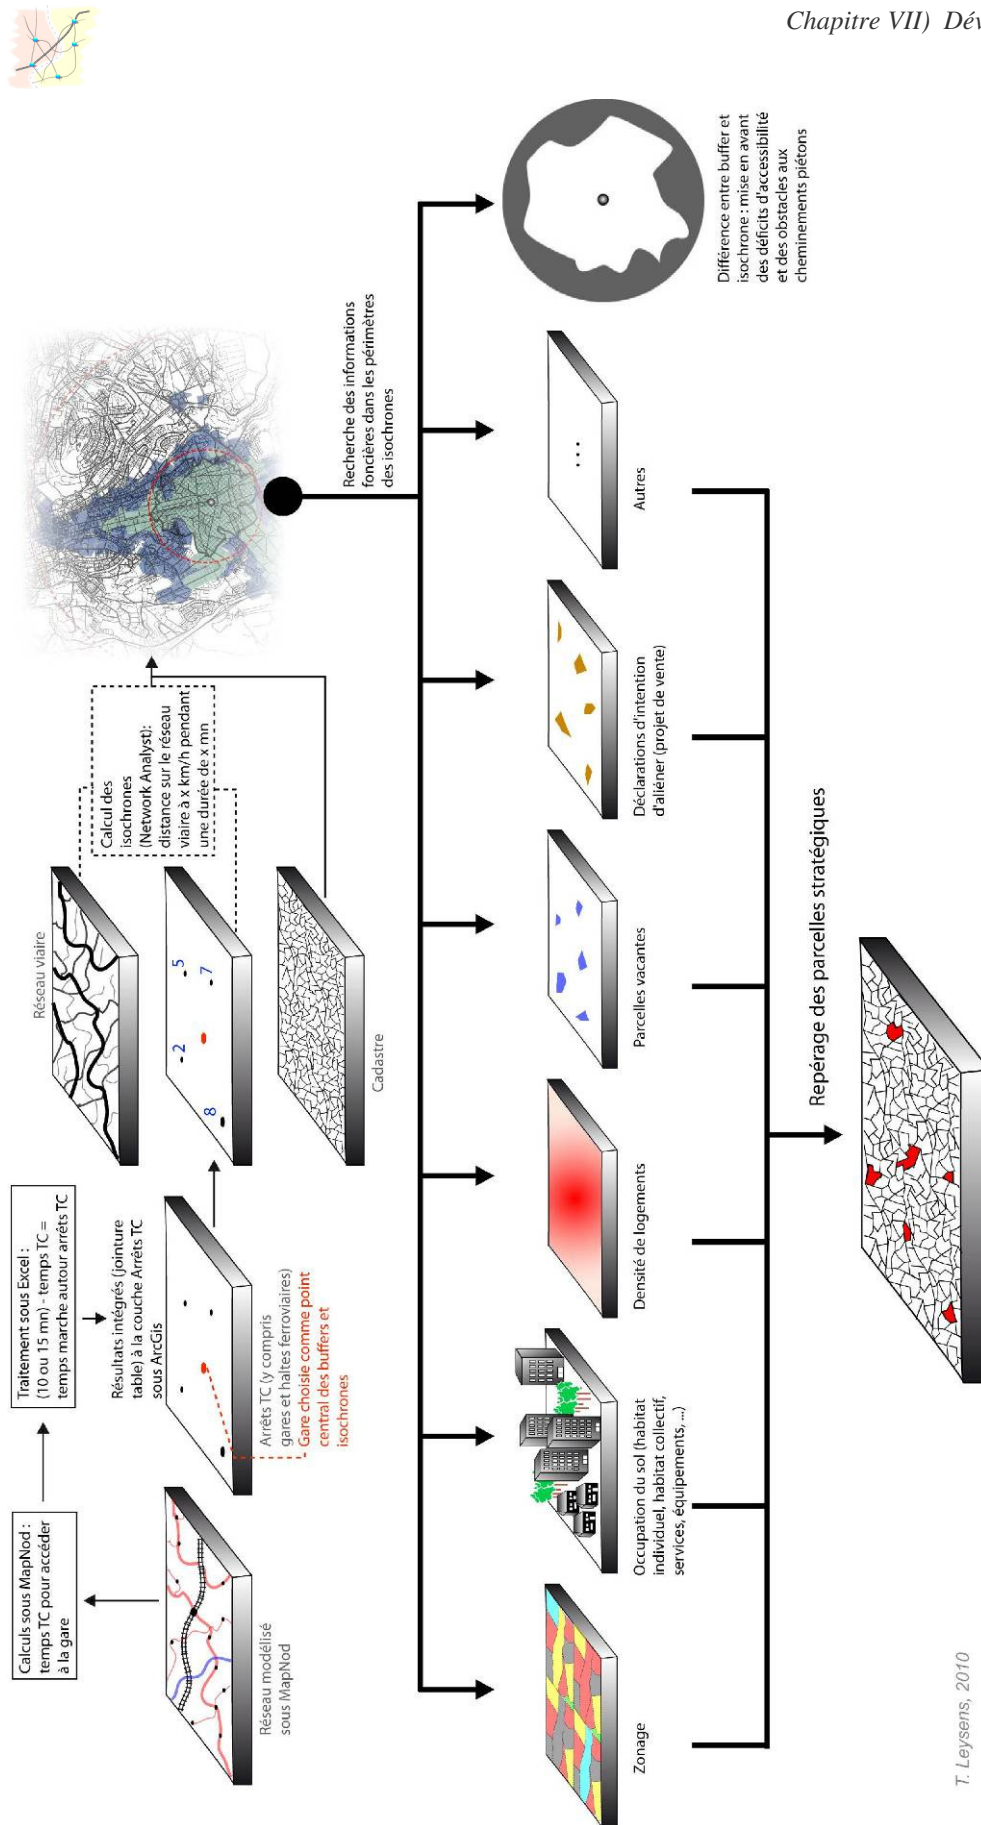 Chapitre VII) Dév
Calculs sous MapNod :
temps TC pour accéder
à la gare
Réseau modélisé
sous MapNod
Traitement sous Excel :
(10 ou 15 mn) - temps TC =
temps marche autour arrêts TC
Résultats intégrés (jointure
table) à la couche Arrêts TC
sous ArcGis
Arrêts TC (y compris
gares et haltes ferroviaires)
Gare choisie comme point
central des buffers et
isochrones
Réseau viaire
8
2
5
7
Cadastre
Calcul des
isochrones
(Network Analyst):
distance sur le réseau
viaire à x km/h pendant
une durée de x mn
Recherche des informations
foncières dans les périmètres
des isochrones
Zonage
Occupation du sol (habitat
individuel, habitat collectif,
services, équipements, ...)
Densité de logements
Parcelles vacantes
Déclarations d'intention
d'aliéner (projet de vente)
...
Autres
Différence entre buffer et
isochrone : mise en avant
des déficits d'accessibilité
et des obstacles aux
cheminements piétons
Repérage des parcelles stratégiques
T. Leysens, 2010